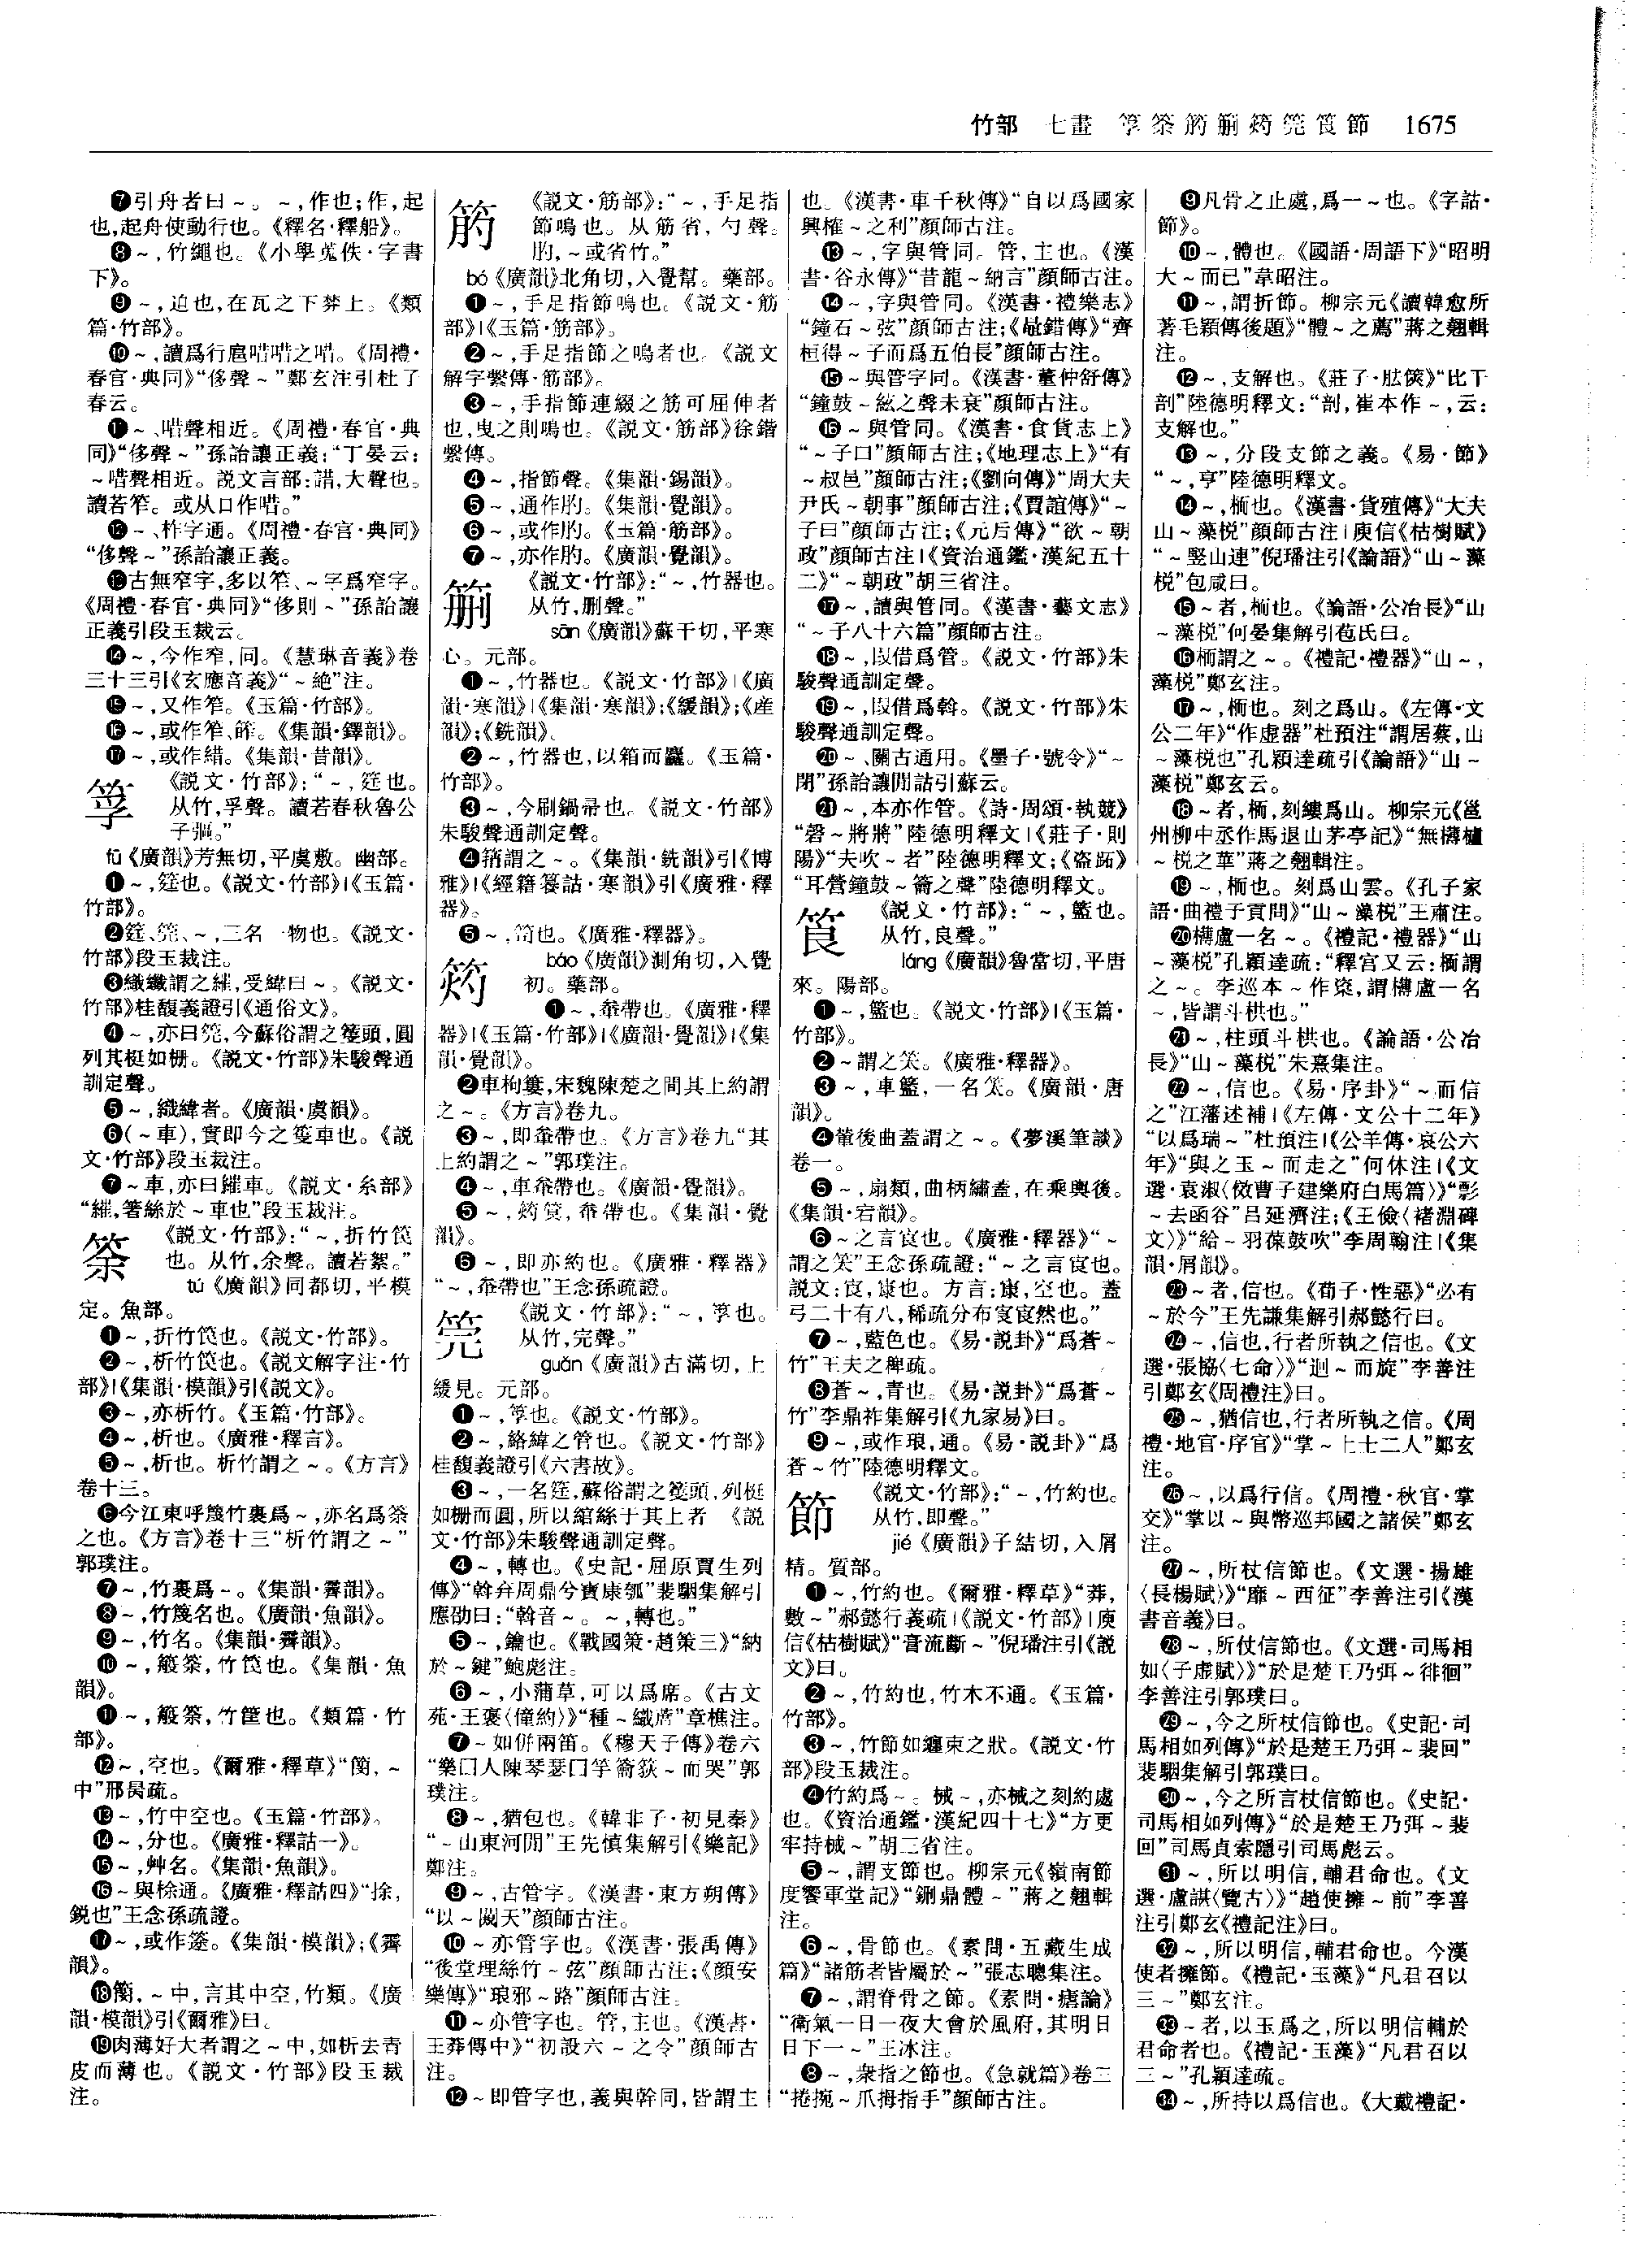 竹部　七畫　筟筡筋𥬰筠筦筤節　1675
❼引舟者曰～。～,作也;作,起
也,起舟使動行也。《釋名·釋船》。
❽～,竹繩也。《小學蒐佚·字書
下》。
❾～,迫也,在瓦之下棼上。《類
篇·竹部》。
❿～,讀爲行扈唶唶之唶。《周禮·
春官·典同》“侈聲～”鄭玄注引杜子
春云。
⓫～、唶聲相近。《周禮·春官·典
同》“侈聲～”孫詒讓正義:“丁晏云:
～唶聲相近。説文言部:諎,大聲也。
讀若笮。或从口作唶。”
⓬～、柞字通。《周禮·春官·典同》
“侈聲～”孫詒讓正義。
⓭古無窄字,多以笮、～字爲窄字。
《周禮·春官·典同》“侈則～”孫詒讓
正義引段玉裁云。
⓮～,今作窄,同。《慧琳音義》卷
三十三引《玄應音義》“～絶”注。
⓯～,又作笮。《玉篇·竹部》。
⓰～,或作笮、䇥。《集韻·鐸韻》。
⓱～,或作䊞。《集韻·昔韻》。
筟
《説文·竹部》:“～,筳也。
从竹,孚聲。讀若春秋魯公
子彄。”
fū《廣韻》芳無切,平虞敷。幽部。
❶～,筳也。《説文·竹部》|《玉篇·
竹部》。
❷筳、筦、～,三名一物也。《説文·
竹部》段玉裁注。
❸織纖謂之繀,受緯曰～。《説文·
竹部》桂馥義證引《通俗文》。
❹～,亦曰筦,今蘇俗謂之篗頭,圓
列其梃如栅。《説文·竹部》朱駿聲通
訓定聲。
❺～,織緯者。《廣韻·虞韻》。
❻(～車),實即今之篗車也。《説
文·竹部》段玉裁注。
❼～車,亦曰繀車。《説文·糸部》
“繀,箸絲於～車也”段玉裁注。
筡
《説文·竹部》:“～,折竹笢
也。从竹,余聲。讀若絮。”
tú《廣韻》同都切,平模
定。魚部。
❶～,折竹笢也。《説文·竹部》。
❷～,析竹笢也。《説文解字注·竹
部》|《集韻·模韻》引《説文》。
❸～,亦析竹。《玉篇·竹部》。
❹～,析也。《廣雅·釋言》。
❺～,析也。析竹謂之～。《方言》
卷十三。
❻今江東呼篾竹裏爲～,亦名爲筡
之也。《方言》卷十三“析竹謂之～”
郭璞注。
❼～,竹裏爲～。《集韻·霽韻》。
❽～,竹篾名也。《廣韻·魚韻》。
❾～,竹名。《集韻·霽韻》。
❿～,䉬筡,竹笢也。《集韻·魚
韻》。
⓫～,䉬筡,竹筐也。《類篇·竹
部》。
⓬～,空也。《爾雅·釋草》“簢,～
中”邢昺疏。
⓭～,竹中空也。《玉篇·竹部》。
⓮～,分也。《廣雅·釋詁一》。
⓯～,艸名。《集韻·魚韻》。
⓰～與悇通。《廣雅·釋詁四》“捈,
鋭也”王念孫疏證。
⓱～,或作簬。《集韻·模韻》;《霽
韻》。
⓲簢,～中,言其中空,竹類。《廣
韻·模韻》引《爾雅》曰。
⓳肉薄好大者謂之～中,如析去青
皮而薄也。《説文·竹部》段玉裁
注。
《説文·筋部》:“～,手足指
節鳴也。从筋省,勺聲。
肑,～或省竹。”
bó《廣韻》北角切,入覺幫。藥部。
❶～,手足指節鳴也。《説文·筋
部》|《玉篇·筋部》。
❷～,手足指節之鳴者也。《説文
解字繫傳·筋部》。
❸～,手指節連綴之筋可屈伸者
也,曳之則鳴也。《説文·筋部》徐鍇
繫傳。
❹～,指節聲。《集韻·錫韻》。
❺～,通作肑。《集韻·覺韻》。
❻～,或作肑。《玉篇·筋部》。
❼～,亦作肑。《廣韻·覺韻》。
《説文·竹部》:“～,竹器也。
从竹,删聲。”
sān《廣韻》蘇干切,平寒
心。元部。
❶～,竹器也。《説文·竹部》|《廣
韻·寒韻》|《集韻·寒韻》;《緩韻》;《産
韻》;《銑韻》。
❷～,竹器也,以箱而麤。《玉篇·
竹部》。
❸～,今刷鍋帚也。《説文·竹部》
朱駿聲通訓定聲。
❹箱謂之～。《集韻·銑韻》引《博
雅》|《經籍籑詁·寒韻》引《廣雅·釋
器》。
❺～,筒也。《廣雅·釋器》。
báo《廣韻》測角切,入覺
初。藥部。
❶～,䡷帶也。《廣雅·釋
器》|《玉篇·竹部》|《廣韻·覺韻》|《集
韻·覺韻》。
❷車枸簍,宋魏陳楚之間其上約謂
之～。《方言》卷九。
❸～,即䡷帶也。《方言》卷九“其
上約謂之～”郭璞注。
❹～,車䡷帶也。《廣韻·覺韻》。
❺～,䈜筼,䡷帶也。《集韻·覺
韻》。
❻～,即亦約也。《廣雅·釋器》
“～,䡷帶也”王念孫疏證。
筦
《説文·竹部》:“～,筟也。
从竹,完聲。”
guǎn《廣韻》古滿切,上
緩見。元部。
❶～,筟也。《説文·竹部》。
❷～,絡緯之管也。《説文·竹部》
桂馥義證引《六書故》。
❸～,一名筳,蘇俗謂之篗頭,列梃
如栅而圓,所以綰絲于其上者　《説
文·竹部》朱駿聲通訓定聲。
❹～,轉也。《史記·屈原賈生列
傳》“斡弃周鼎兮寶康瓠”裴駰集解引
應劭曰:“斡音～。～,轉也。”
❺～,鑰也。《戰國策·趙策三》“納
於～鍵”鮑彪注。
❻～,小蒲草,可以爲席。《古文
苑·王褒〈僮約〉》“種～織席”章樵注。
❼～如併兩笛。《穆天子傳》卷六
“樂囗人陳琴瑟囗竽籥篍～而哭”郭
璞注。
❽～,猶包也。《韓非子·初見秦》
“～山東河閒”王先慎集解引《樂記》
鄭注。
❾～,古管字。《漢書·東方朔傳》
“以～闚天”顔師古注。
❿～亦管字也。《漢書·張禹傳》
“後堂理絲竹～弦”顔師古注;《顔安
樂傳》“琅邪～路”顔師古注。
⓫～亦管字也。管,主也。《漢書·
王莽傳中》“初設六～之令”顔師古
注。
⓬～即管字也,義與幹同,皆謂主
也。《漢書·車千秋傳》“自以爲國家
興榷～之利”顔師古注。
⓭～,字與管同。管,主也。《漢
書·谷永傳》“昔龍～納言”顔師古注。
⓮～,字與管同。《漢書·禮樂志》
“鐘石～弦”顔師古注;《鼂錯傳》“齊
桓得～子而爲五伯長”顔師古注。
⓯～與管字同。《漢書·董仲舒傳》
“鐘鼓～絃之聲未衰”顔師古注。
⓰～與管同。《漢書·食貨志上》
“～子曰”顔師古注;《地理志上》“有
～叔邑”顔師古注;《劉向傳》“周大夫
尹氏～朝事”顔師古注;《賈誼傳》“～
子曰”顔師古注;《元后傳》“欲～朝
政”顔師古注|《資治通鑑·漢紀五十
二》“～朝政”胡三省注。
⓱～,讀與管同。《漢書·藝文志》
“～子八十六篇”顔師古注。
⓲～,叚借爲管。《説文·竹部》朱
駿聲通訓定聲。
⓳～,叚借爲斡。《説文·竹部》朱
駿聲通訓定聲。
⓴～、關古通用。《墨子·號令》“～
閉”孫詒讓閒詁引蘇云。
㉑～,本亦作管。《詩·周頌·執競》
“磬～將將”陸德明釋文|《莊子·則
陽》“夫吹～者”陸德明釋文;《盜跖》
“耳營鐘鼓～籥之聲”陸德明釋文。
筤
《説文·竹部》:“～,籃也。
从竹,良聲。”
láng《廣韻》魯當切,平唐
來。陽部。
❶～,籃也。《説文·竹部》|《玉篇·
竹部》。
❷～謂之笑。《廣雅·釋器》。
❸～,車籃,一名笑。《廣韻·唐
韻》。
❹輦後曲蓋謂之～。《夢溪筆談》
卷一。
❺～,扇類,曲柄繡蓋,在乘輿後。
《集韻·宕韻》。
❻～之言㝗也。《廣雅·釋器》“～
謂之笑”王念孫疏證:“～之言㝗也。
説文:㝗,康也。方言:康,空也。蓋
弓二十有八,稀疏分布㝩㝗然也。”
❼～,藍色也。《易·説卦》“爲蒼～
竹”王夫之稗疏。
❽蒼～,青也。《易·説卦》“爲蒼～
竹”李鼎祚集解引《九家易》曰。
❾～,或作琅,通。《易·説卦》“爲
蒼～竹”陸德明釋文。
節
《説文·竹部》:“～,竹約也。
从竹,即聲。”
jié《廣韻》子結切,入屑
精。質部。
❶～,竹約也。《爾雅·釋草》“莽,
數～”郝懿行義疏|《説文·竹部》|庾
信《枯樹賦》“膏流斷～”倪璠注引《説
文》曰。
❷～,竹約也,竹木不通。《玉篇·
竹部》。
❸～,竹節如纏束之狀。《説文·竹
部》段玉裁注。
❹竹約爲～。械～,亦械之刻約處
也。《資治通鑑·漢紀四十七》“方更
牢持械～”胡三省注。
❺～,謂支節也。柳宗元《嶺南節
度饗軍堂記》“鉶鼎體～”蔣之翹輯
注。
❻～,骨節也。《素問·五藏生成
篇》“諸筋者皆屬於～”張志聰集注。
❼～,謂脊骨之節。《素問·瘧論》
“衛氣一日一夜大會於風府,其明日
日下一～”王冰注。
❽～,衆指之節也。《急就篇》卷三
“捲捥～爪拇指手”顔師古注。
❾凡骨之止處,爲一～也。《字詁·
節》。
❿～,體也。《國語·周語下》“昭明
大～而已”韋昭注。
⓫～,謂折節。柳宗元《讀韓愈所
著毛穎傳後題》“體～之薦”蔣之翹輯
注。
⓬～,支解也。《莊子·胠篋》“比干
剖”陸德明釋文:“剖,崔本作～,云:
支解也。”
⓭～,分段支節之義。《易·節》
“～,亨”陸德明釋文。
⓮～,栭也。《漢書·貨殖傳》“大夫
山～藻梲”顔師古注|庾信《枯樹賦》
“～竪山連”倪璠注引《論語》“山～藻
梲”包咸曰。
⓯～者,栭也。《論語·公冶長》“山
～藻梲”何晏集解引苞氏曰。
⓰栭謂之～。《禮記·禮器》“山～,
藻梲”鄭玄注。
⓱～,栭也。刻之爲山。《左傳·文
公二年》“作虚器”杜預注“謂居蔡,山
～藻梲也”孔穎達疏引《論語》“山～
藻梲”鄭玄云。
⓲～者,栭,刻鏤爲山。柳宗元《邕
州柳中丞作馬退山茅亭記》“無欂櫨
～梲之華”蔣之翹輯注。
⓳～,栭也。刻爲山雲。《孔子家
語·曲禮子貢問》“山～藻梲”王肅注。
⓴欂盧一名～。《禮記·禮器》“山
～藻梲”孔穎達疏:“釋宮又云:栭謂
之～。李巡本～作楶,謂欂盧一名
～,皆謂斗栱也。”
㉑～,柱頭斗栱也。《論語·公冶
長》“山～藻梲”朱熹集注。
㉒～,信也。《易·序卦》“～而信
之”江藩述補|《左傳·文公十二年》
“以爲瑞～”杜預注|《公羊傳·哀公六
年》“與之玉～而走之”何休注|《文
選·袁淑〈傚曹子建樂府白馬篇〉》“彯
～去函谷”吕延濟注;《王儉〈褚淵碑
文〉》“給～羽葆鼓吹”李周翰注|《集
韻·屑韻》。
㉓～者,信也。《荀子·性惡》“必有
～於今”王先謙集解引郝懿行曰。
㉔～,信也,行者所執之信也。《文
選·張協〈七命〉》“迴～而旋”李善注
引鄭玄《周禮注》曰。
㉕～,猶信也,行者所執之信。《周
禮·地官·序官》“掌～上士二人”鄭玄
注。
㉖～,以爲行信。《周禮·秋官·掌
交》“掌以～與幣巡邦國之諸侯”鄭玄
注。
㉗～,所杖信節也。《文選·揚雄
〈長楊賦〉》“靡～西征”李善注引《漢
書音義》曰。
㉘～,所仗信節也。《文選·司馬相
如〈子虚賦〉》“於是楚王乃弭～徘徊”
李善注引郭璞曰。
㉙～,今之所杖信節也。《史記·司
馬相如列傳》“於是楚王乃弭～裴回”
裴駰集解引郭璞曰。
㉚～,今之所言杖信節也。《史記·
司馬相如列傳》“於是楚王乃弭～裴
回”司馬貞索隱引司馬彪云。
㉛～,所以明信,輔君命也。《文
選·盧諶〈覽古〉》“趙使擁～前”李善
注引鄭玄《禮記注》曰。
㉜～,所以明信,輔君命也。今漢
使者擁節。《禮記·玉藻》“凡君召以
三～”鄭玄注。
㉝～者,以玉爲之,所以明信輔於
君命者也。《禮記·玉藻》“凡君召以
三～”孔穎達疏。
㉞～,所持以爲信也。《大戴禮記·